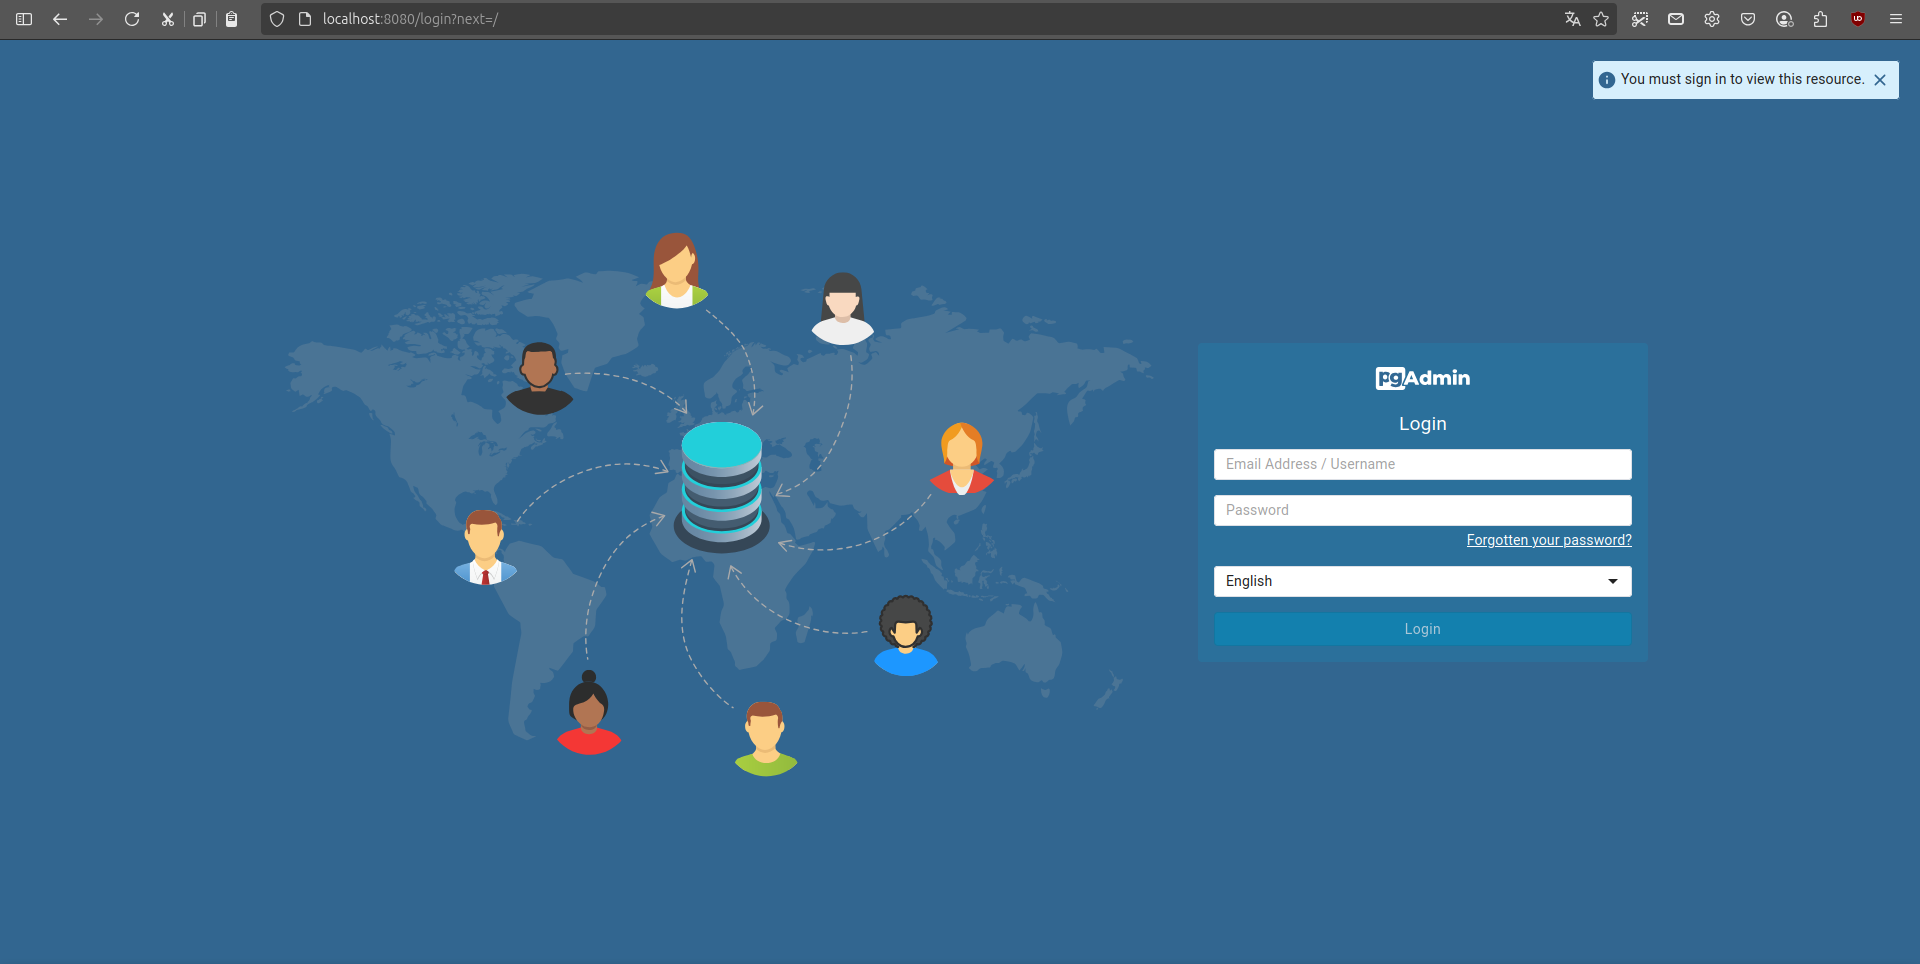 localhost:8080/login?next=/
You must sign in to view this resource.
pgAdmin
Login
Email Address / Username
Password
Forgotten your password?
English
Login